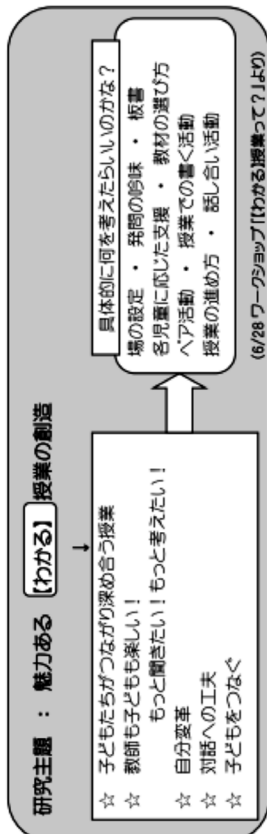 研究主題 : 魅力ある 【わかる】 授業の創造
↓
☆ 子どもたちがつながり深め合う授業
☆ 教師も子どもも楽しい!
もっと聞きたい!もっと考えたい!
☆ 自分変革
☆ 対話への工夫
☆ 子どもをつなぐ
具体的に何を考えたらいいのかな?
場の設定 ・ 発問の吟味 ・ 板書
各児童に応じた支援 ・ 教材の選び方
ペア活動 ・ 授業での書く活動
授業の進め方 ・ 話し合い活動
(6/28 ワークショップ「【わかる】授業って?」より)